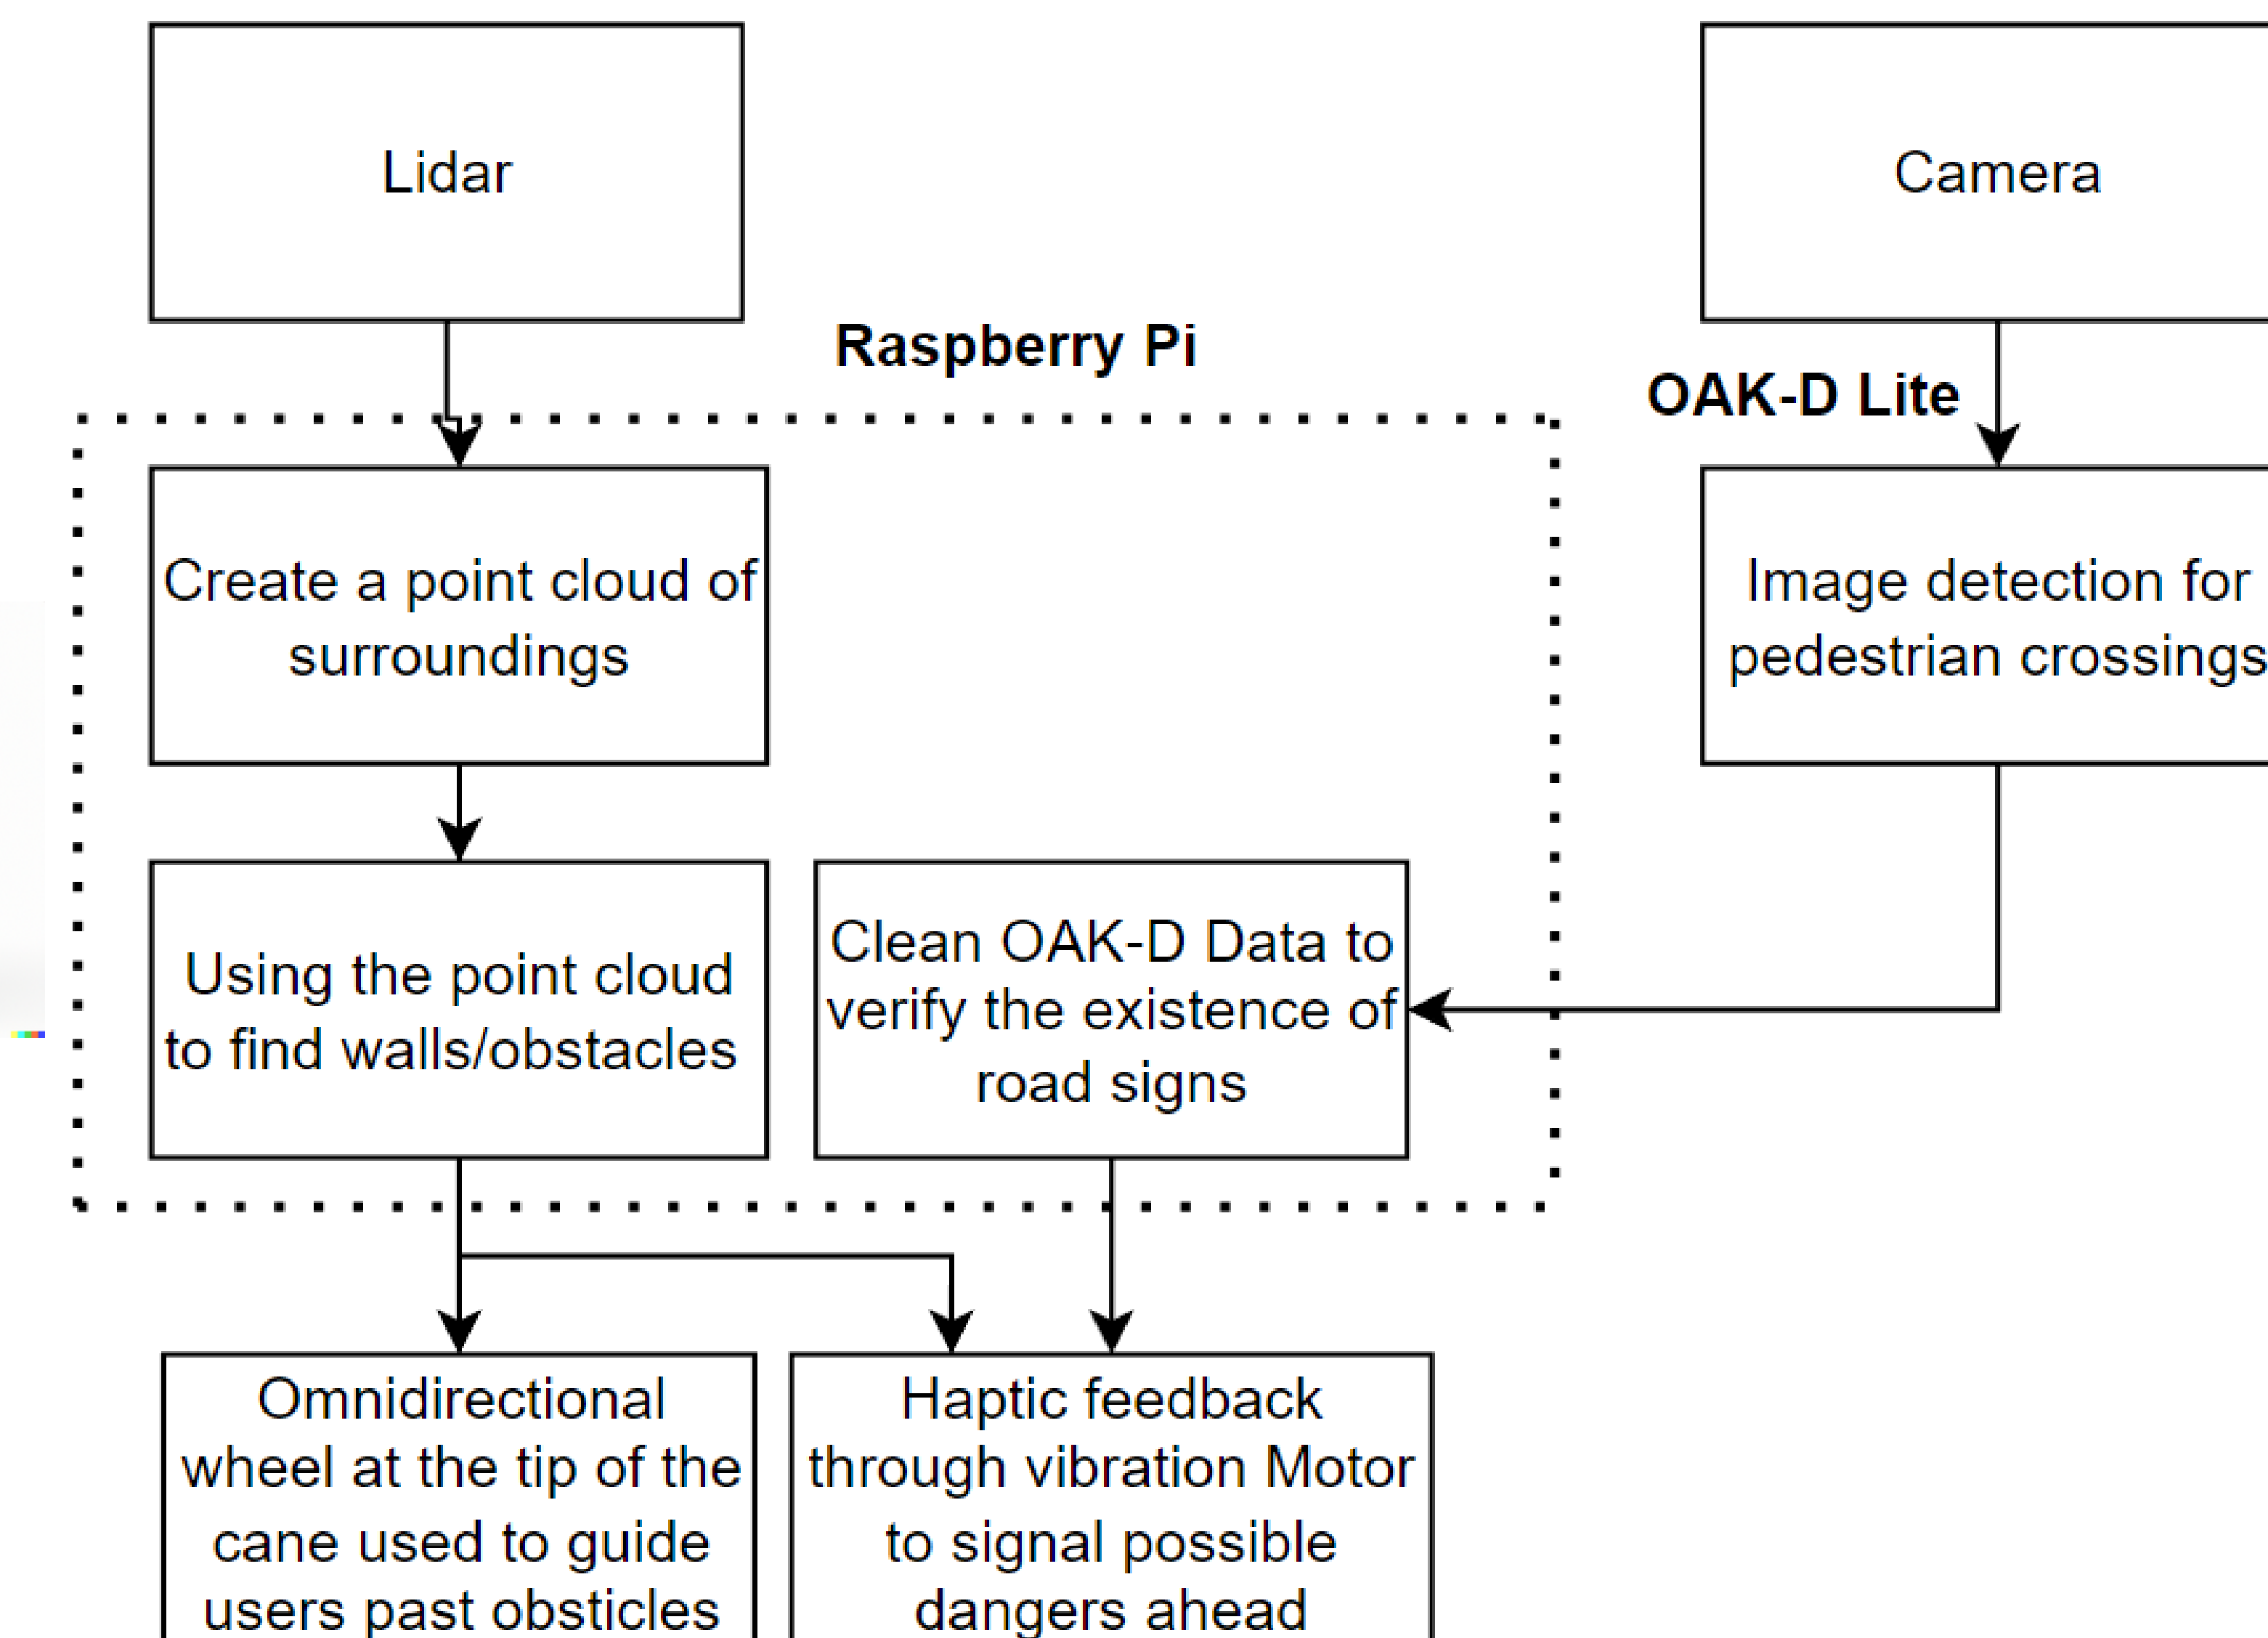 Lidar
Camera
Raspberry Pi
OAK-D Lite
Create a point cloud of
surroundings
Image detection for
pedestrian crossings
Using the point cloud
to find walls/obstacles
Clean OAK-D Data to
verify the existence of
road signs
Omnidirectional
wheel at the tip of the
cane used to guide
users past obsticles
Haptic feedback
through vibration Motor
to signal possible
dangers ahead